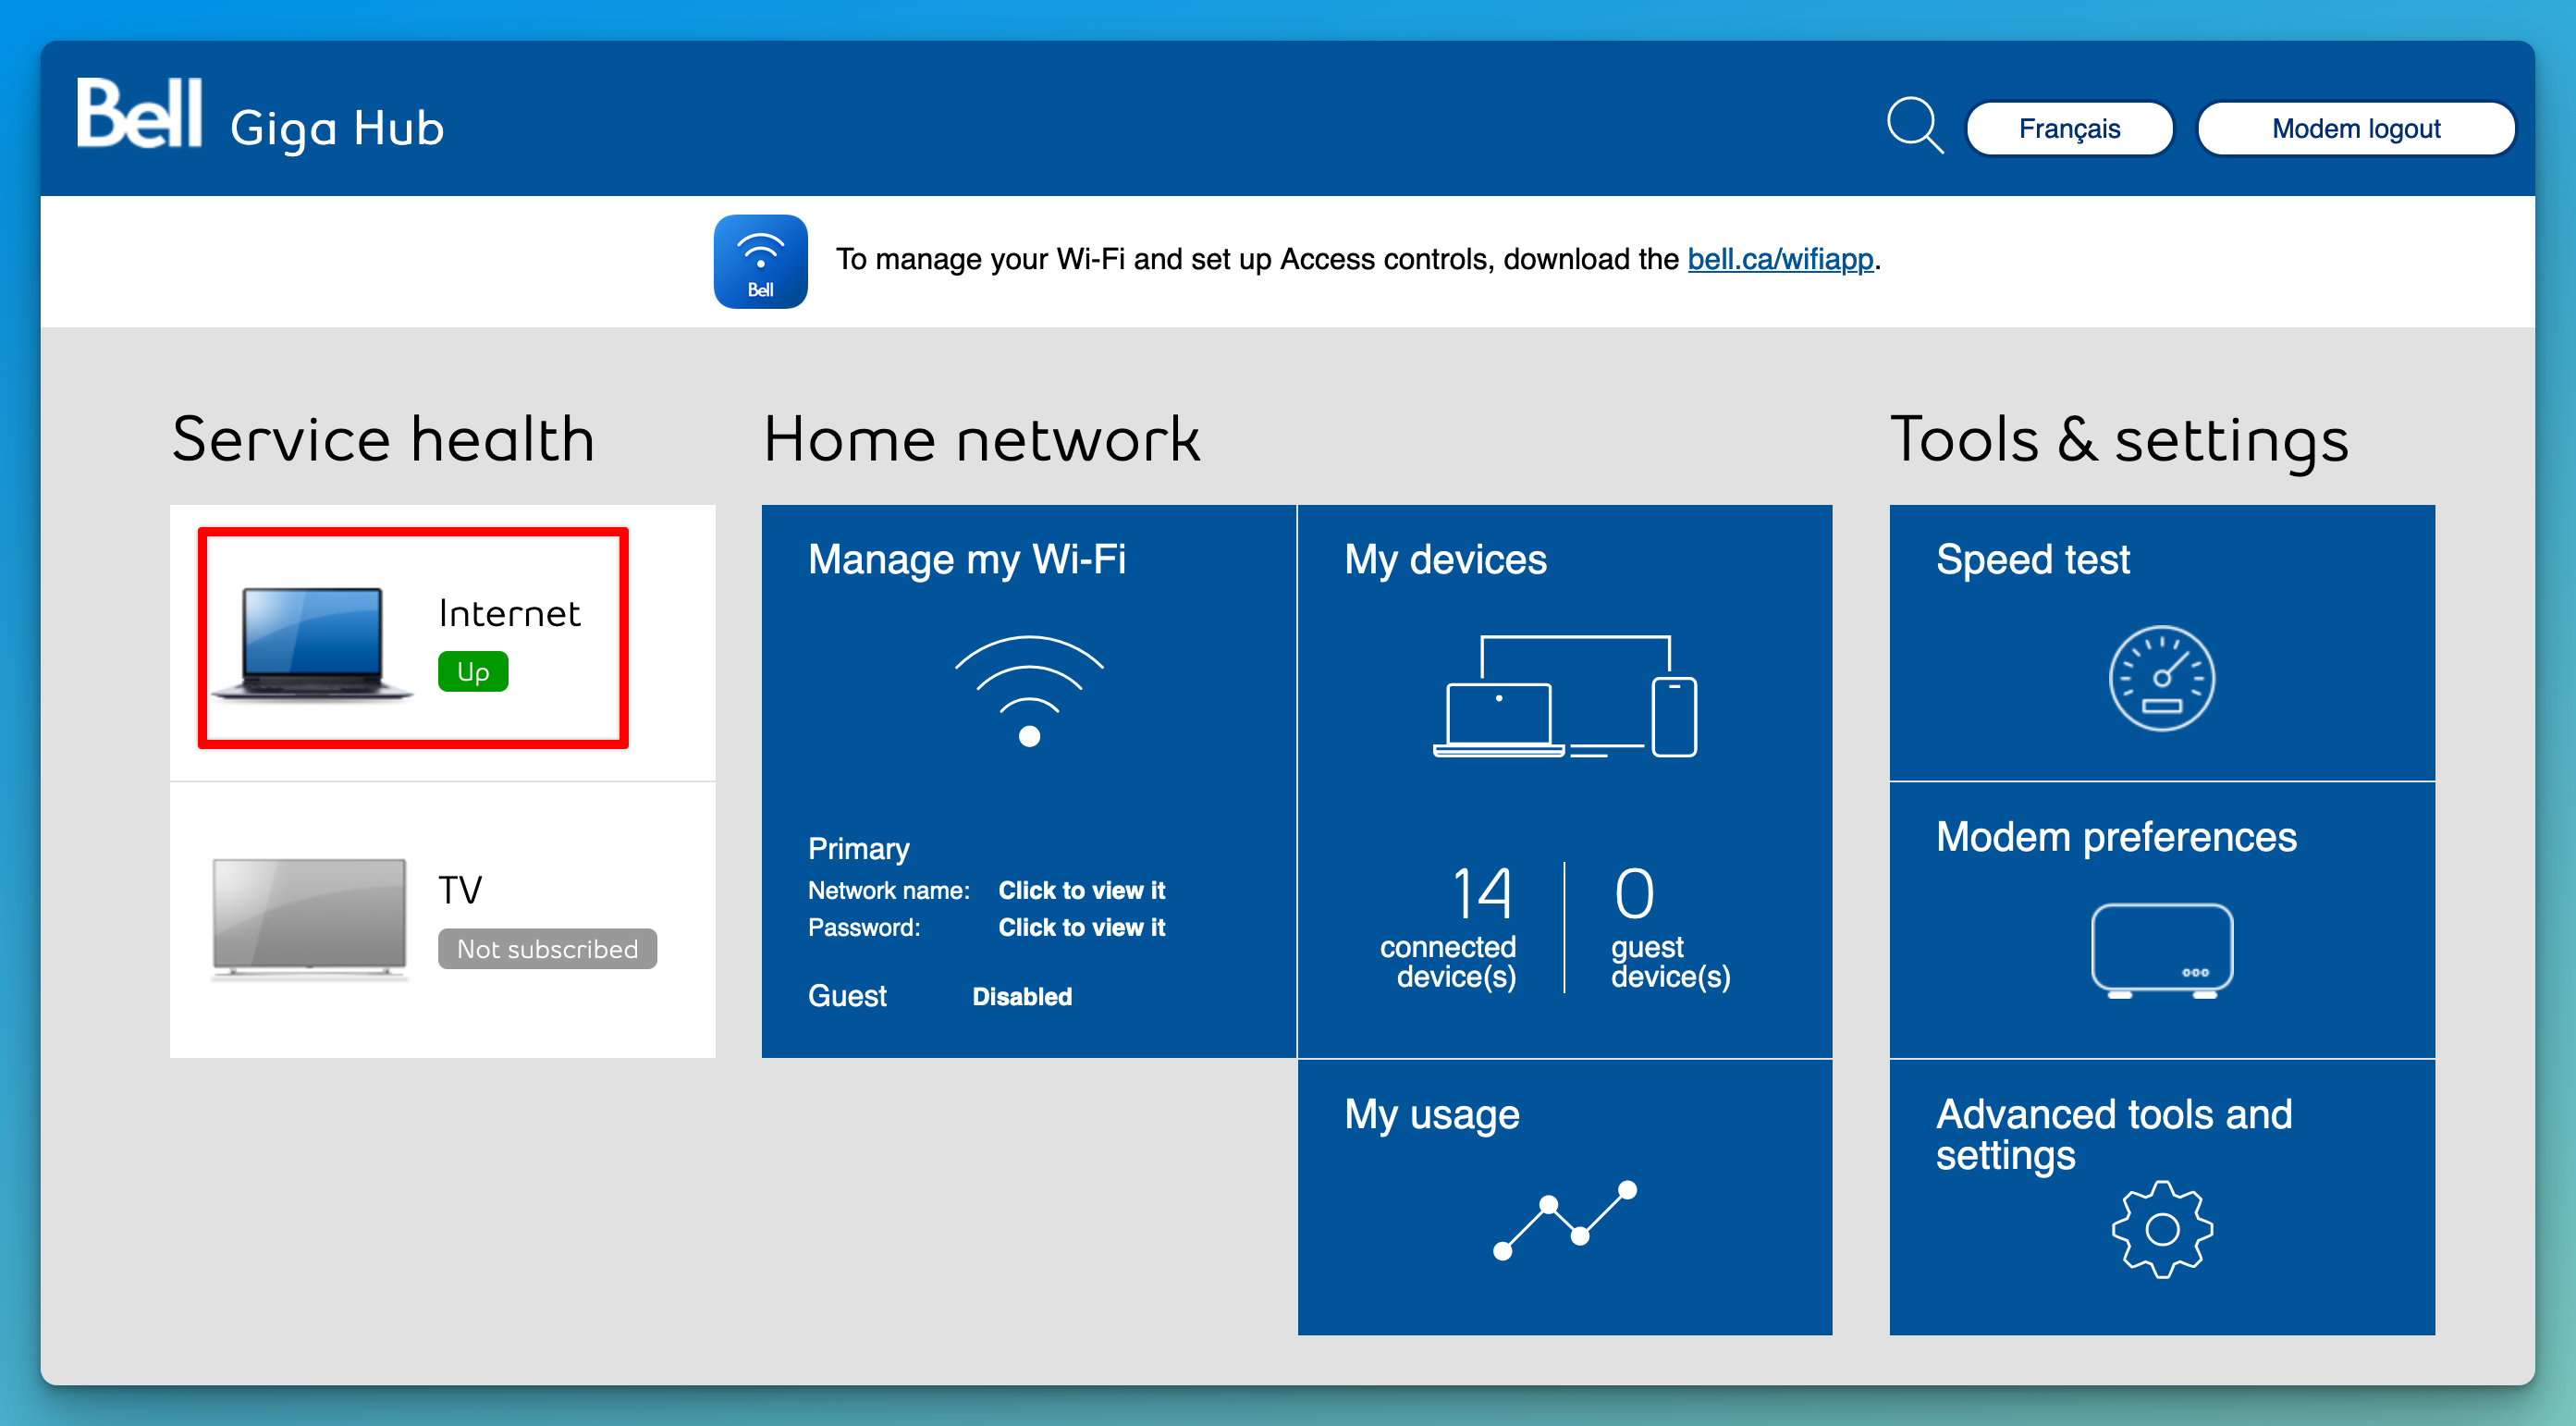 Bell Giga Hub
Français
Modem logout
Bell
To manage your Wi-Fi and set up Access controls, download the bell.ca/wifiapp.
Service health
Internet
Up
TV
Not subscribed
Home network
Manage my Wi-Fi
Primary
Network name: Click to view it
Password: Click to view it
Guest Disabled
My devices
14
connected
device(s)
0
guest
device(s)
My usage
Tools & settings
Speed test
Modem preferences
Advanced tools and
settings